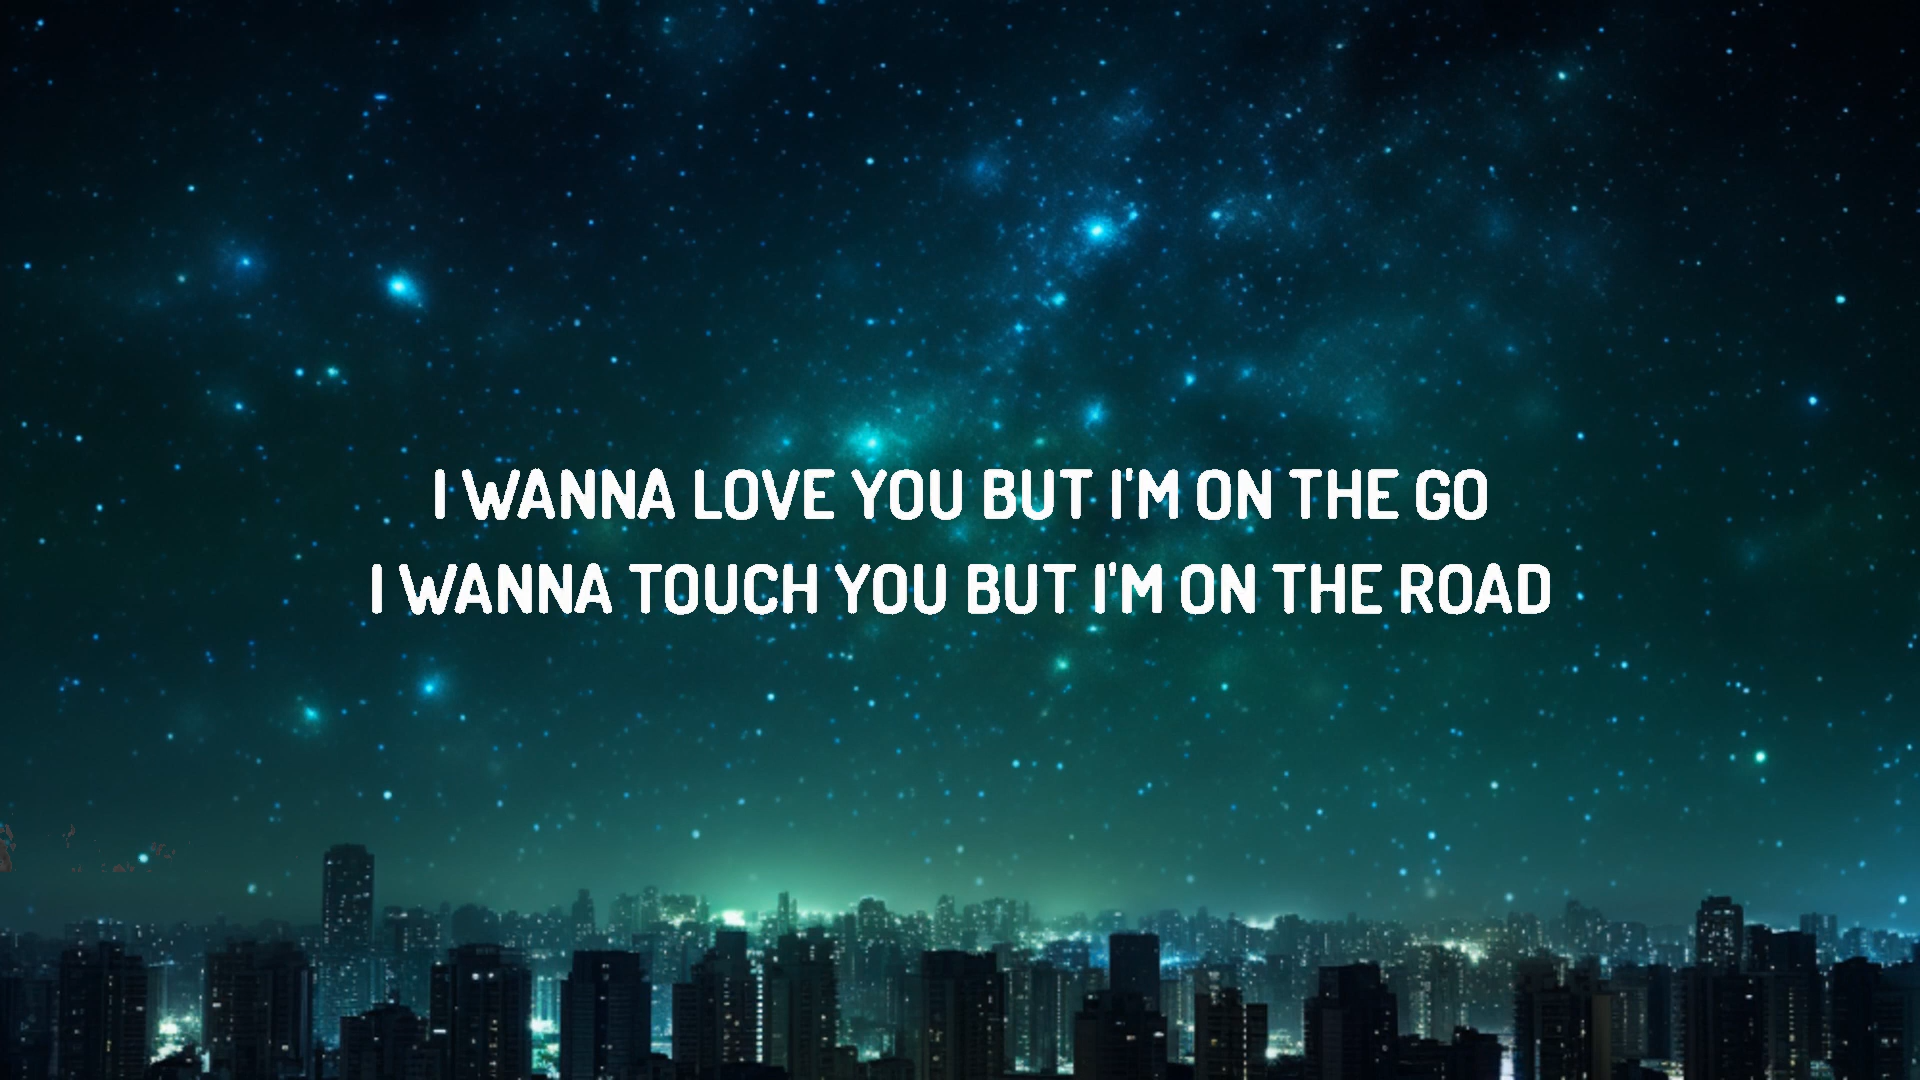 I WANNA LOVE YOU BUT I'M ON THE GO
I WANNA TOUCH YOU BUT I'M ON THE ROAD